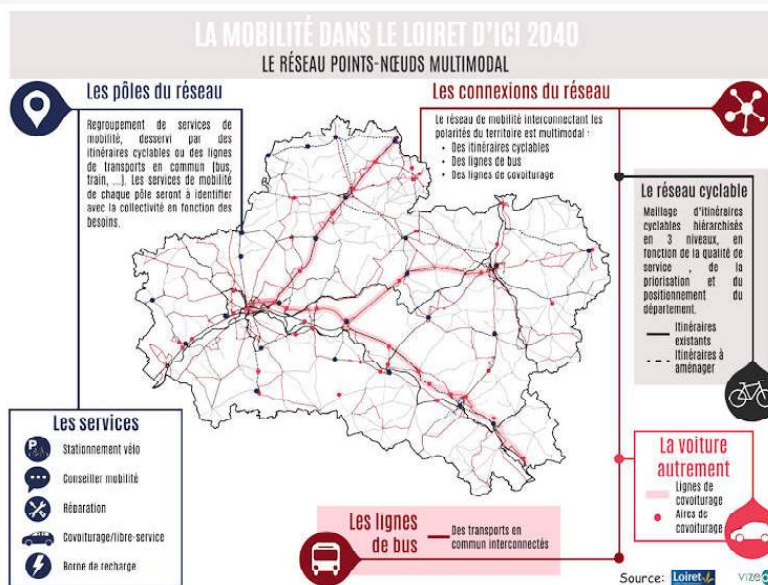 LA MOBILITÉ DANS LE LOIRET D'ICI 2040
LE RÉSEAU POINTS-NŒUDS MULTIMODAL
Les pôles du réseau
Regroupement de services de
mobilité, desservi par des
itinéraires cyclables ou des lignes
de transports en commun (bus,
train, ...). Les services de mobilité
de chaque pôle seront à identifier
avec la collectivité en fonction des
besoins.
Les connexions du réseau
Le réseau de mobilité interconnectant les
polarités du territoire est multimodal :
• Des itinéraires cyclables
• Des lignes de bus
• Des lignes de covoiturage
Le réseau cyclable
Maillage d'itinéraires
cyclables hiérarchisés
en 3 niveaux, en
fonction de la qualité de
service , de la
priorisation et du
positionnement du
département.
Itinéraires
existants
Itinéraires à
aménager
Les services
P
Stationnement vélo
Conseiller mobilité
Réparation
Covoiturage/libre-service
Borne de recharge
La voiture
autrement
Lignes de
covoiturage
Aires de
covoiturage
Les lignes
de bus
Des transports en
commun interconnectés
Source: Loiret